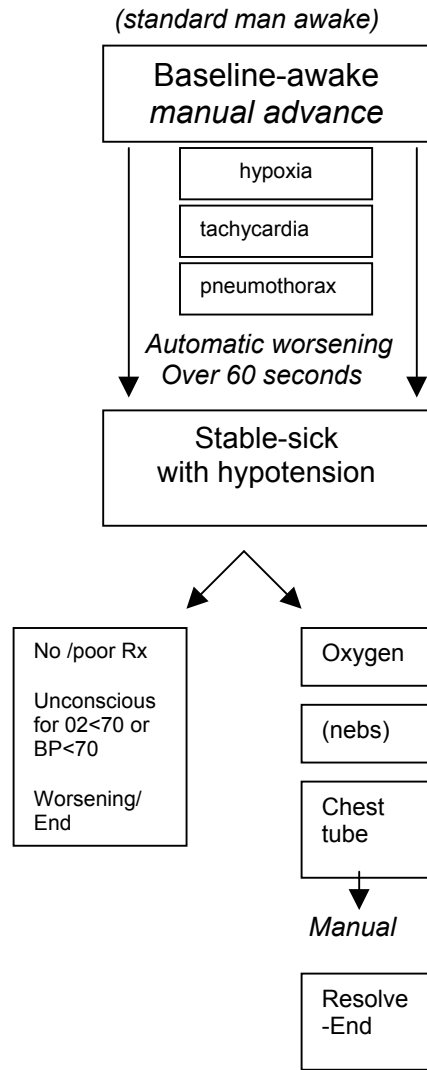 (standard man awake)
Baseline-awake
manual advance
hypoxia
tachycardia
pneumothorax
Automatic worsening
Over 60 seconds
Stable-sick
with hypotension
No /poor Rx
Unconscious
for 02<70 or
BP<70
Worsening/
End
Oxygen
(nebs)
Chest
tube
Manual
Resolve
-End